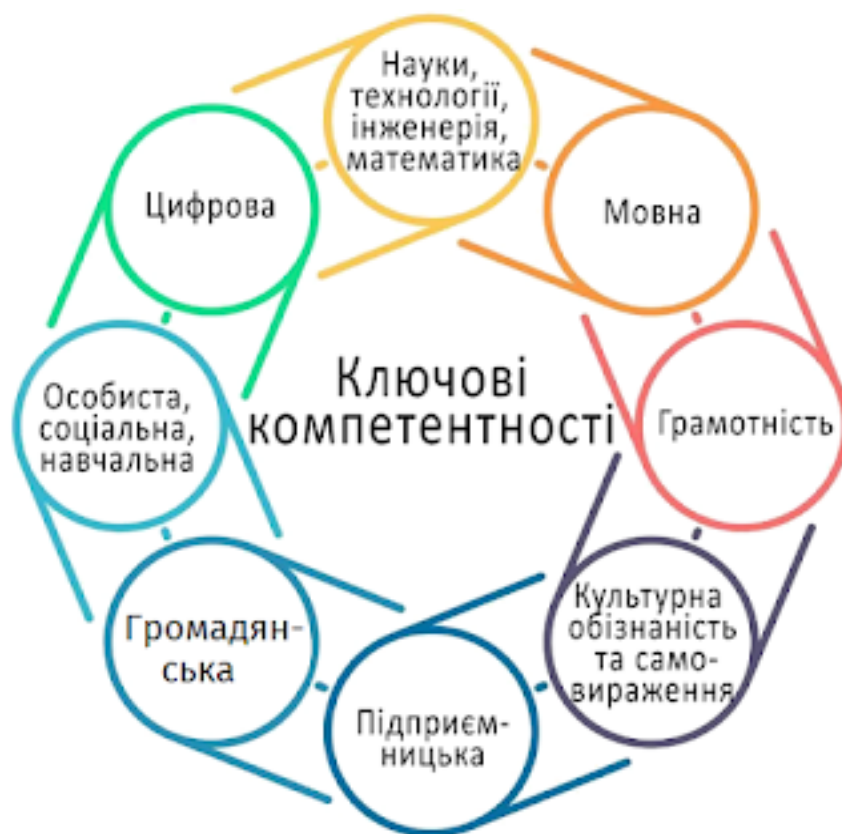 Науки,
технології,
інженерія,
математика
Мовна
Грамотність
Культурна
обізнаність
та само-
вираження
Підприєм-
ницька
Громадян-
ська
Особиста,
соціальна,
навчальна
Цифрова
Ключові
компетентності